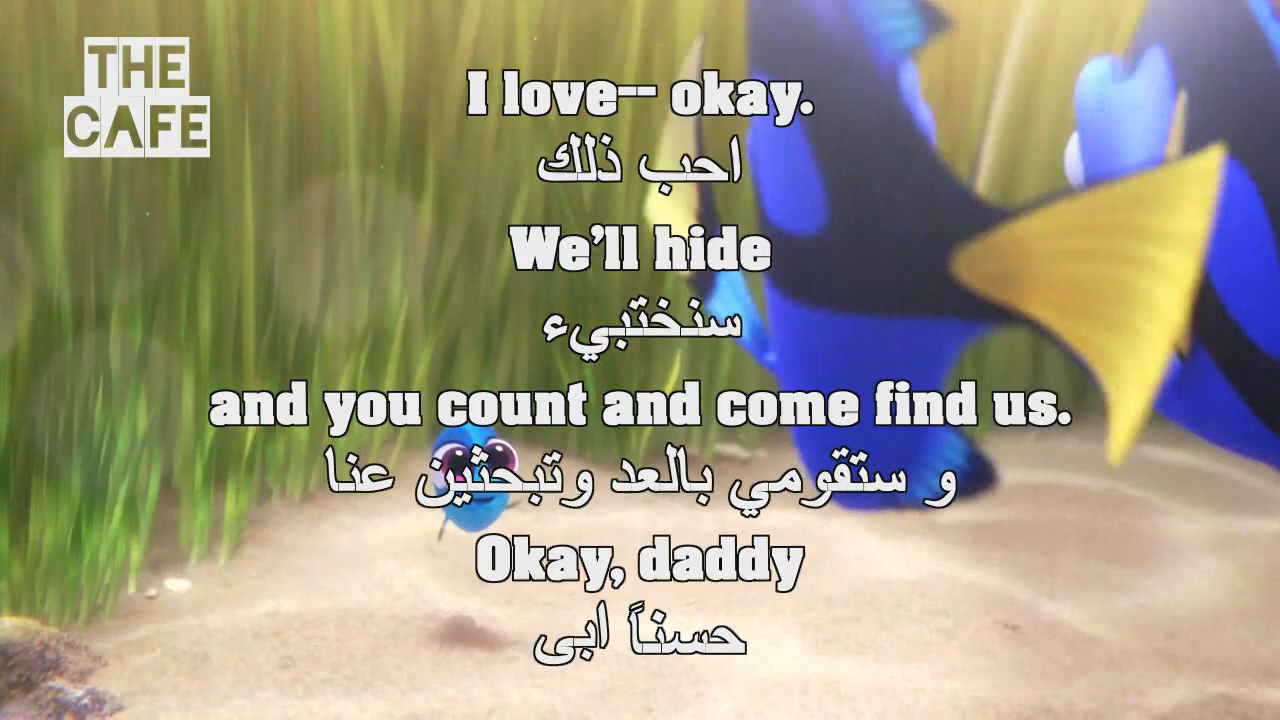 THE
CAFE
I love-- okay.
احب ذلك
We'll hide
سنختبيء
and you count and come find us.
و ستقومي بالعد وتبحثين عنا
Okay, daddy
حسناً ابى